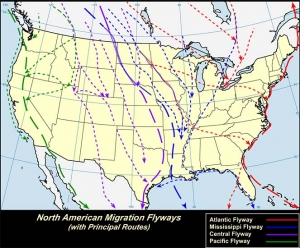 North American Migration Flyways
(with Principal Routes)
Atlantic Flyway
Mississippi Flyway
Central Flyway
Pacific Flyway